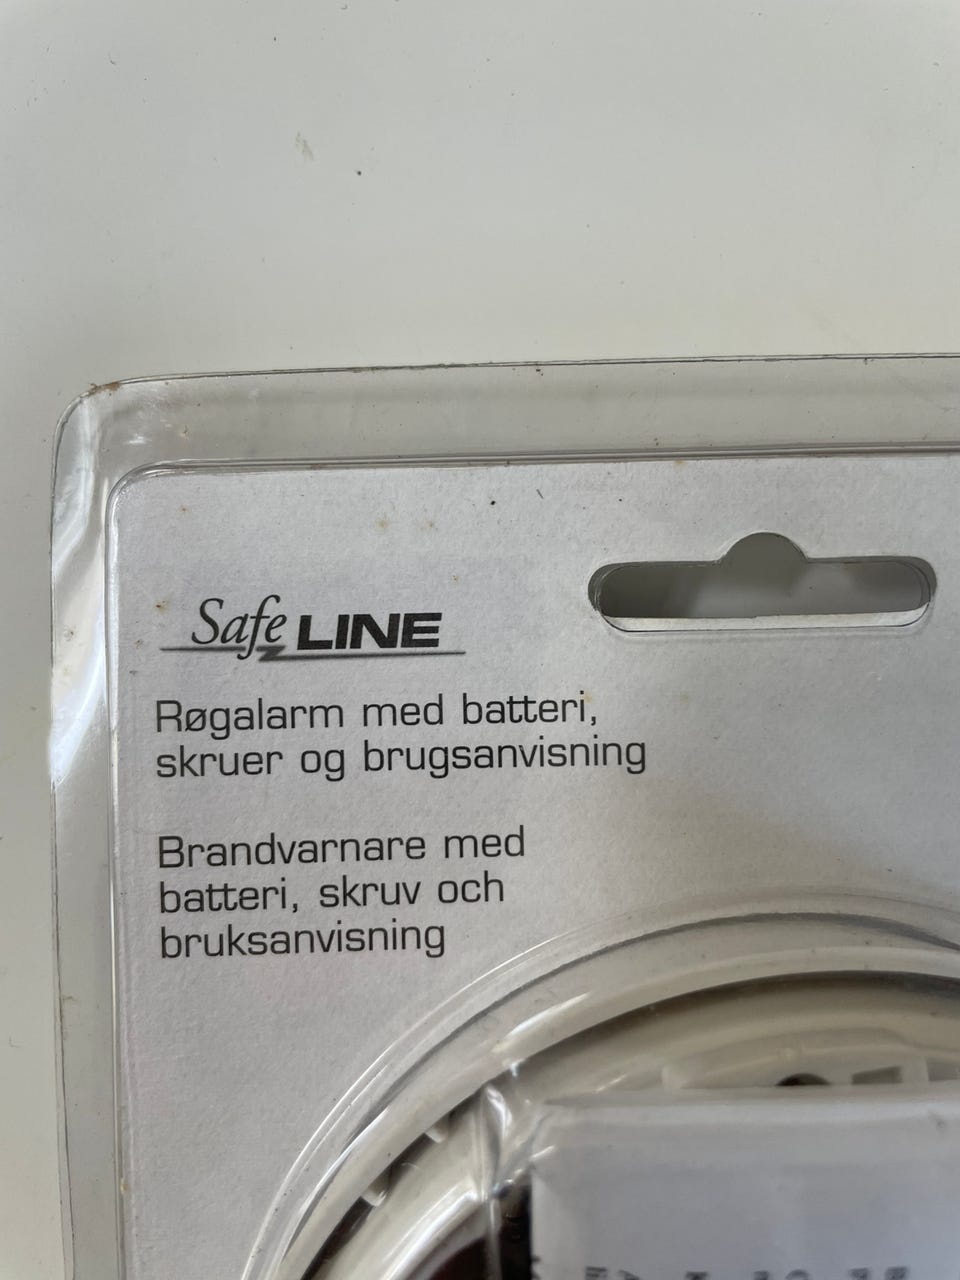 Safe LINE
Røgalarm med batteri,
skruer og brugsanvisning
Brandvarnare med
batteri, skruv och
bruksanvisning